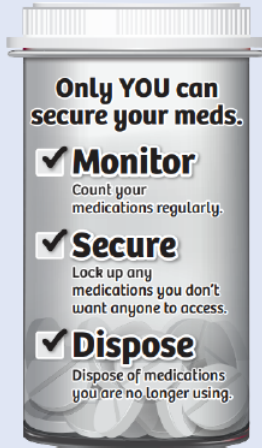 Only YOU can
secure your meds.
Monitor
Count your
medications regularly.
Secure
Lock up any
medications you don't
want anyone to access.
Dispose
Dispose of medications
you are no longer using.